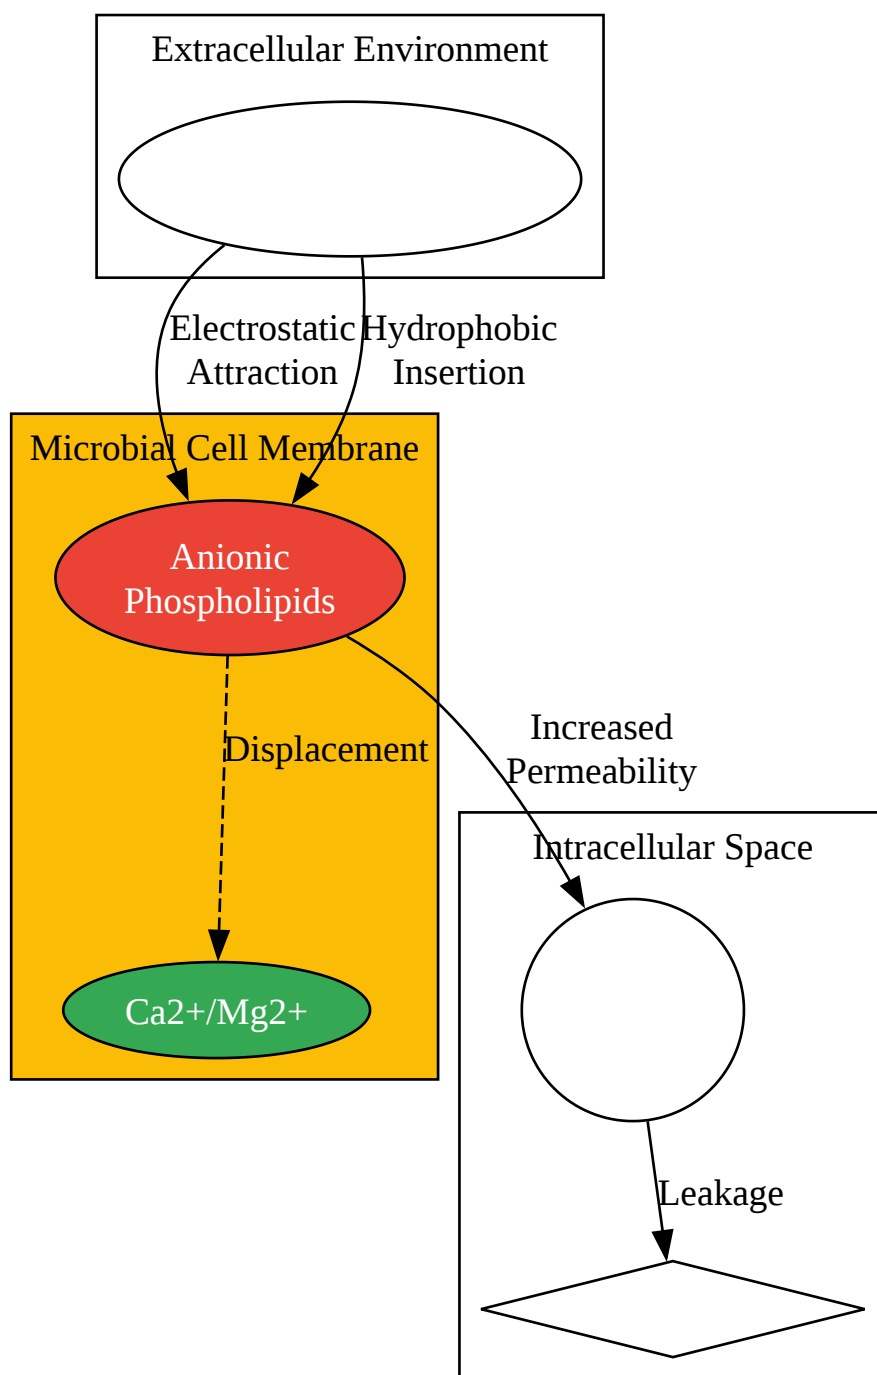 Extracellular Environment
Electrostatic
Attraction
Hydrophobic
Insertion
Microbial Cell Membrane
Anionic
Phospholipids
Displacement
Increased
Permeability
Intracellular Space
Ca2+/Mg2+
Leakage